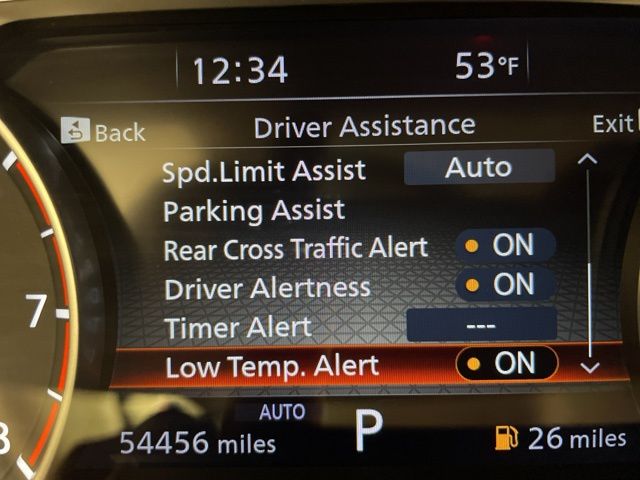 12:34 53°F
Back Driver Assistance Exit
Spd.Limit Assist Auto
Parking Assist
Rear Cross Traffic Alert ON
Driver Alertness ON
Timer Alert ---
Low Temp. Alert ON
7
AUTO
8 54456 miles P 26 miles